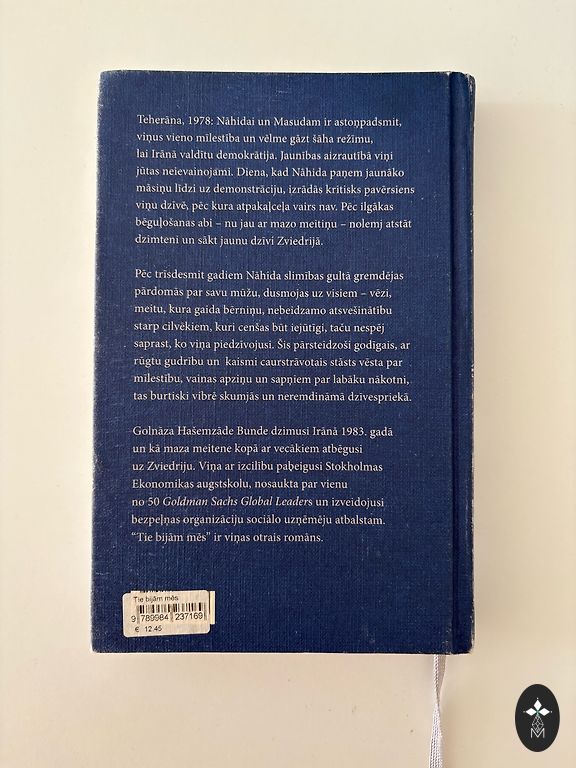 Teherāna, 1978: Nāhidai un Masudam ir astoņpadsmit,
viņus vieno mīlestība un vēlme gāzt šāha režīmu,
lai Irānā valdītu demokrātija. Jaunības aizrautībā viņi
jūtas neievainojami. Diena, kad Nāhida paņem jaunāko
māsiņu līdzi uz demonstrāciju, izrādās kritisks pavērsiens
viņu dzīvē, pēc kura atpakaļceļa vairs nav. Pēc ilgākas
bēguļošanas abi – nu jau ar mazo meitiņu – nolemj atstāt
dzimteni un sākt jaunu dzīvi Zviedrijā.
Pēc trīsdesmit gadiem Nāhida slimības gultā gremdējas
pārdomās par savu mūžu, dusmojas uz visiem – vēzi,
meitu, kura gaida bērniņu, nebeidzamo atsvešinātību
starp cilvēkiem, kuri cenšas būt iejūtīgi, taču nespēj
saprast, ko viņa piedzīvojusi. Šis pārsteidzoši godīgais, ar
rūgtu gudrību un kaismi caurstrāvotais stāsts vēsta par
mīlestību, vainas apziņu un sapņiem par labāku nākotni,
tas burtiski vibrē skumjās un neremdināmā dzīvespriekā.
Golnāza Hašemzāde Bunde dzimusi Irānā 1983. gadā
un kā maza meitene kopā ar vecākiem atbēgusi
uz Zviedriju. Viņa ar izcilību pabeigusi Stokholmas
Ekonomikas augstskolu, nosaukta par vienu
no 50 Goldman Sachs Global Leaders un izveidojusi
bezpeļņas organizāciju sociālo uzņēmēju atbalstam.
“Tie bijām mēs” ir viņas otrais romāns.
Tie bijām mēs
9 789984 237169
€ 12.45
M